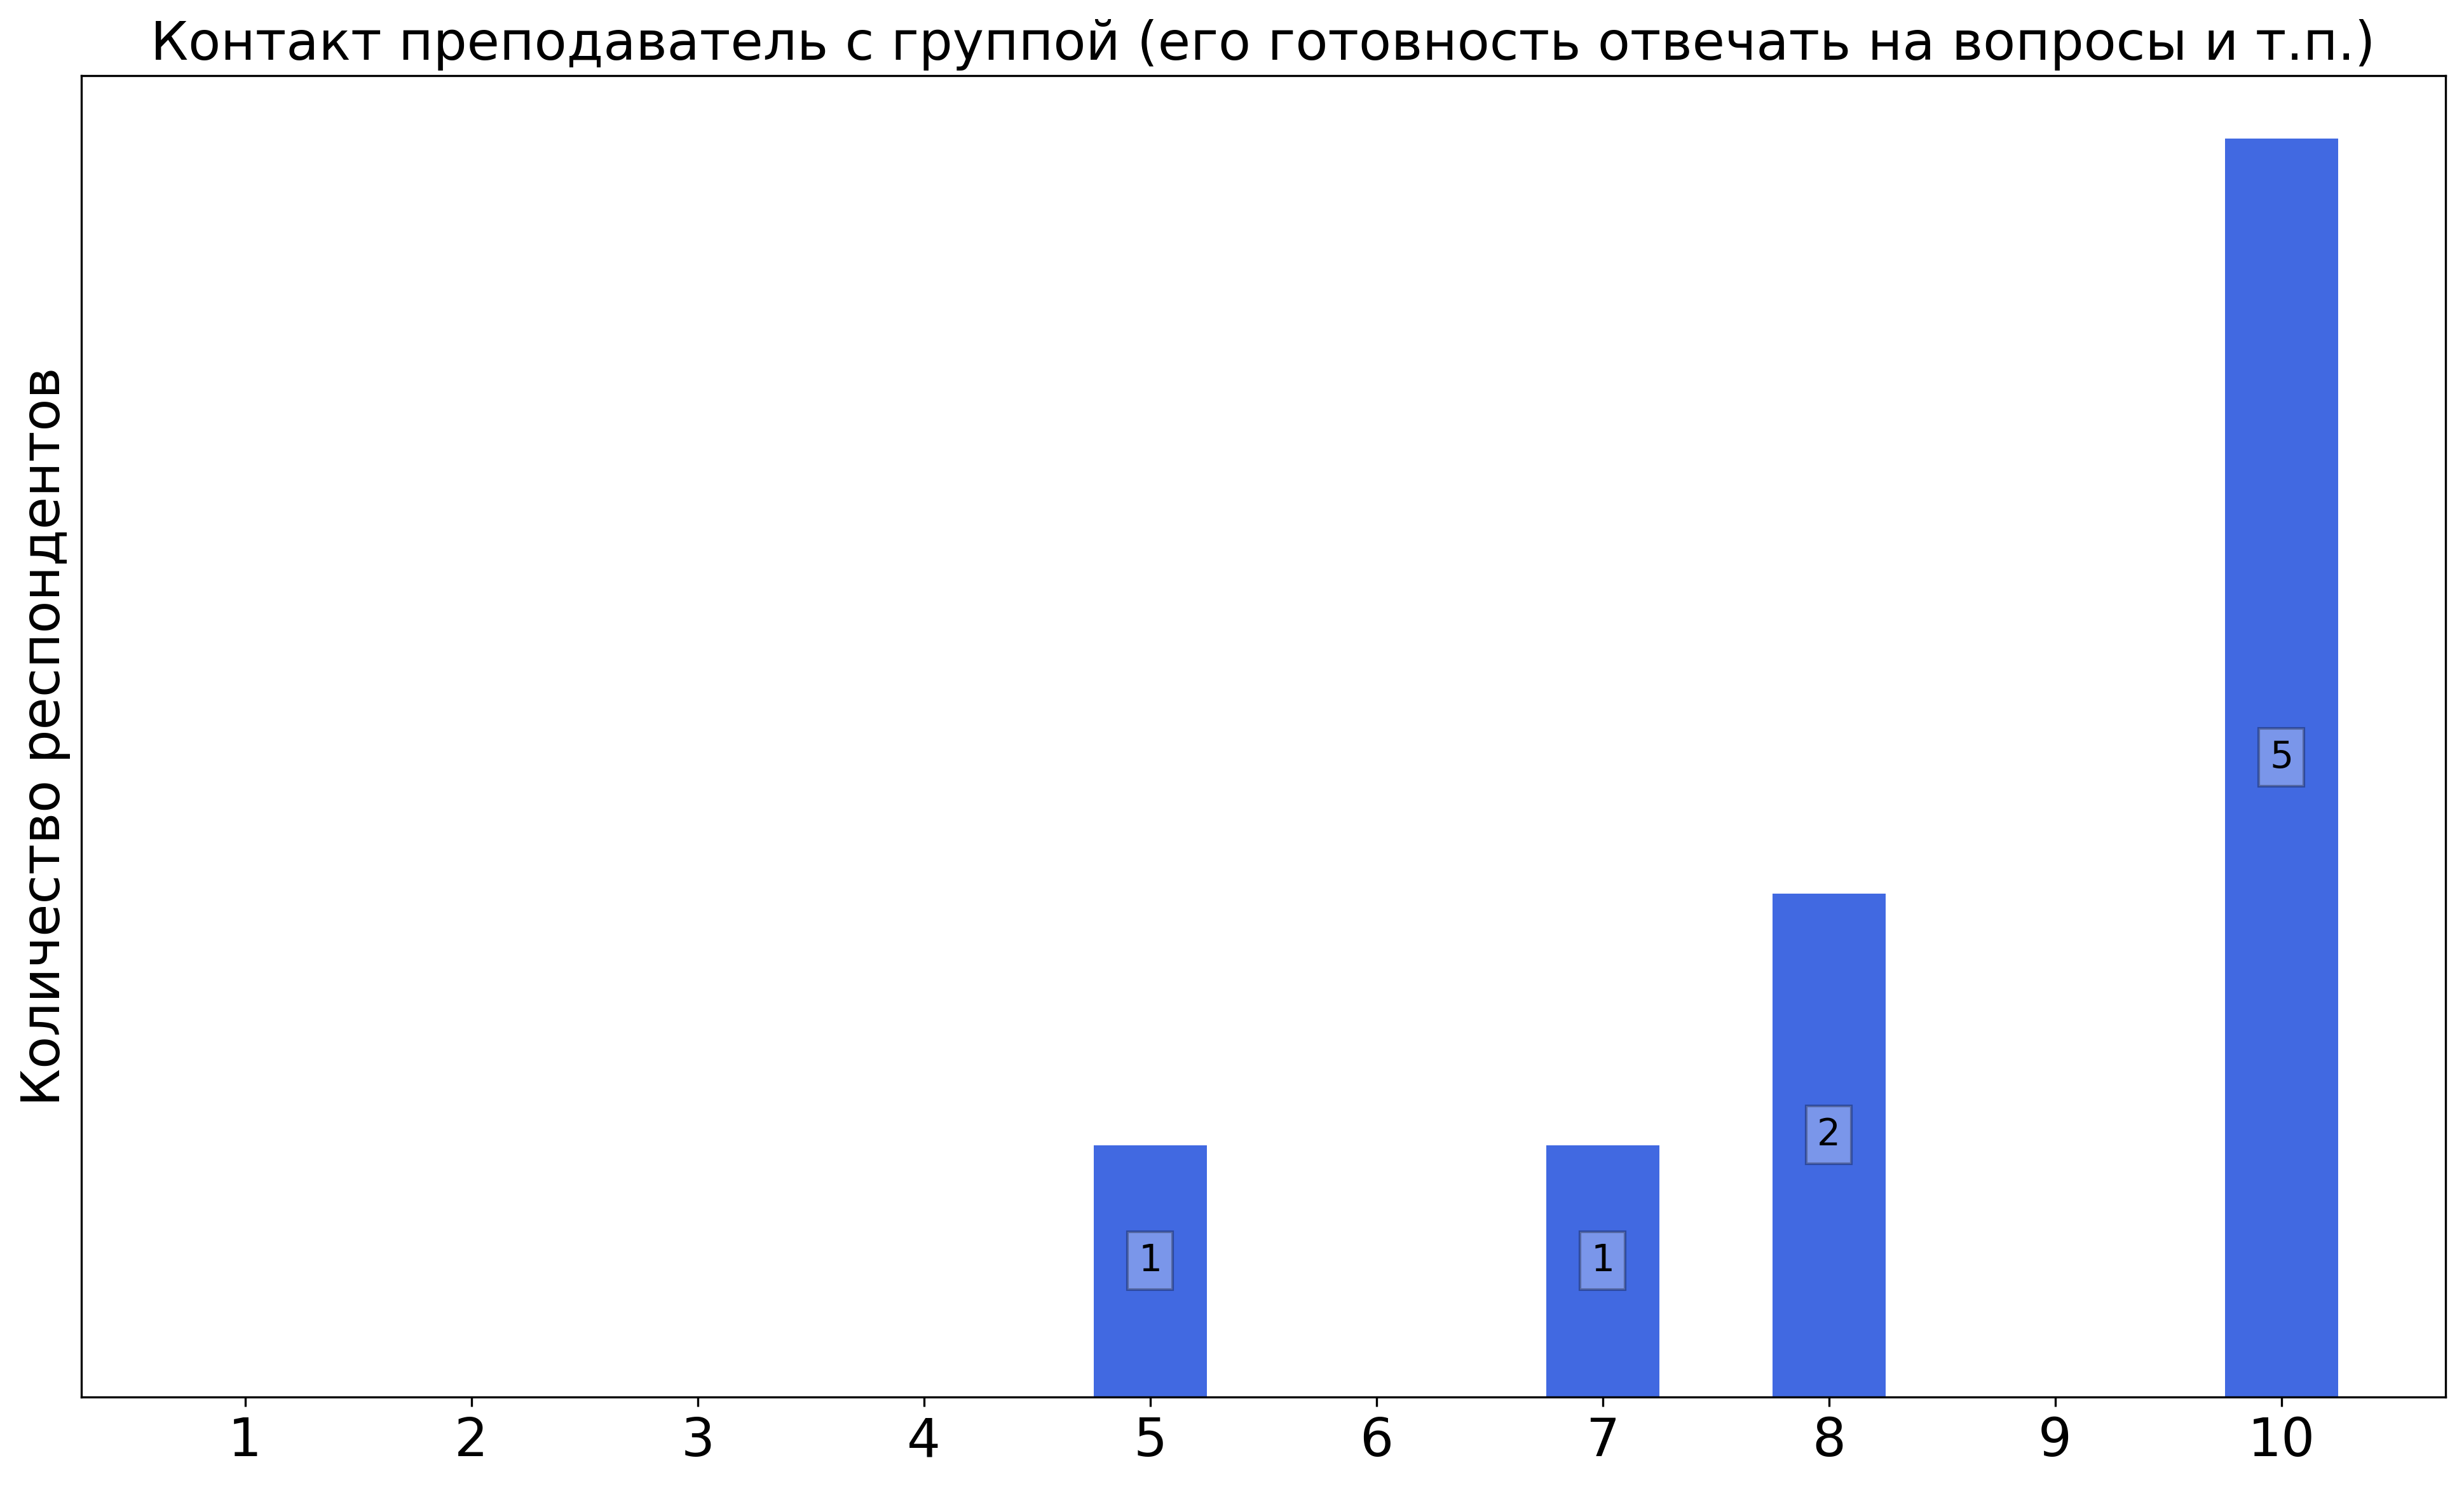 Контакт преподаватель с группой (его готовность отвечать на вопросы и т.п.)
Количество респондентов
5
2
1
1
1 2 3 4 5 6 7 8 9 10